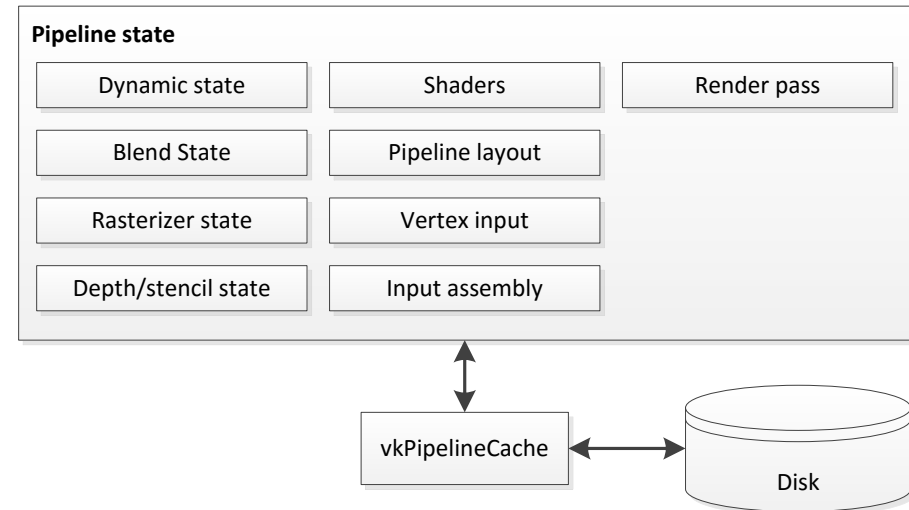 Pipeline state
Dynamic state
Shaders
Render pass
Blend State
Pipeline layout
Rasterizer state
Vertex input
Depth/stencil state
Input assembly
vkPipelineCache
Disk